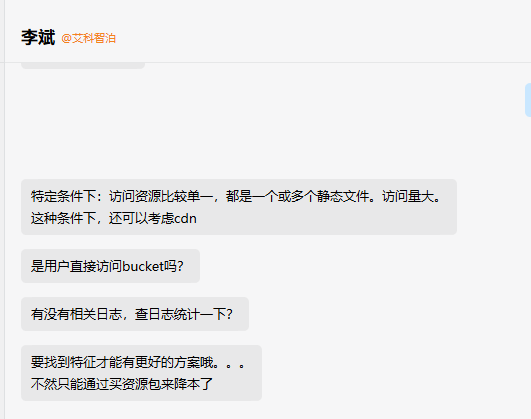 李斌 @艾科智泊
特定条件下：访问资源比较单一，都是一个或多个静态文件。访问量大。
这种条件下，还可以考虑cdn
是用户直接访问bucket吗？
有没有相关日志，查日志统计一下？
要找到特征才能有更好的方案哦。。。
不然只能通过买资源包来降本了